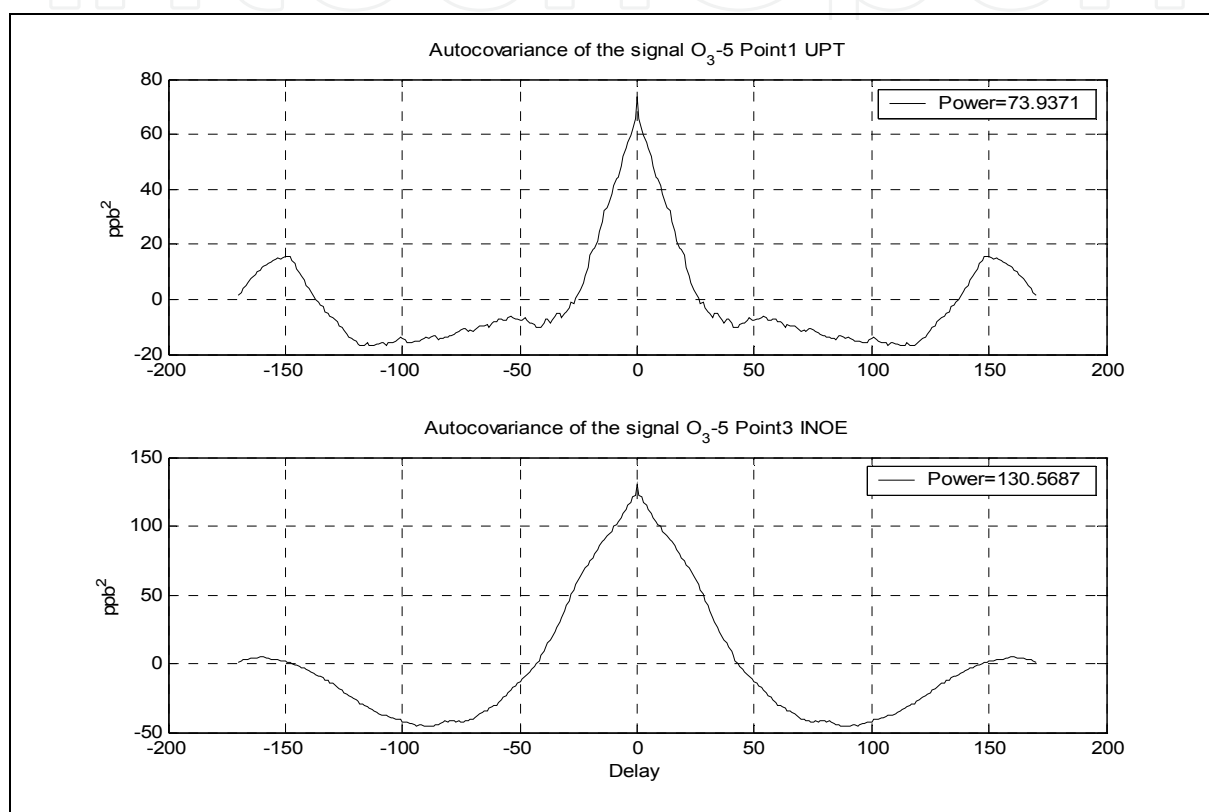 Autocovariance of the signal O3-5 Point1 UPT
80
60
40
20
0
-20
ppb2
Power=73.9371
-200 -150 -100 -50 0 50 100 150 200
Autocovariance of the signal O3-5 Point3 INOE
150
100
50
0
-50
ppb2
Power=130.5687
-200 -150 -100 -50 0 50 100 150 200
Delay